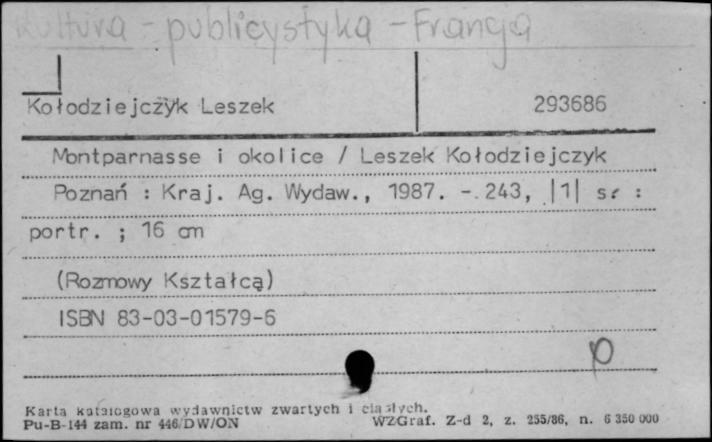 Kultura - publicystyka - Francja
Kołodziejczyk Leszek 293686
Montparnasse i okolice / Leszek Kołodziejczyk
Poznań : Kraj. Ag. Wydaw., 1987. - 243, |1| s. :
portr. ; 16 cm
(Rozmowy Kształcą)
ISBN 83-03-01579-6
p
Karta katalogowa wydawnictw zwartych i ciągłych.
Pu-B-144 zam. nr 446/DW/ON WZGraf. Z-d 2, z. 255/86, n. 6 350 000